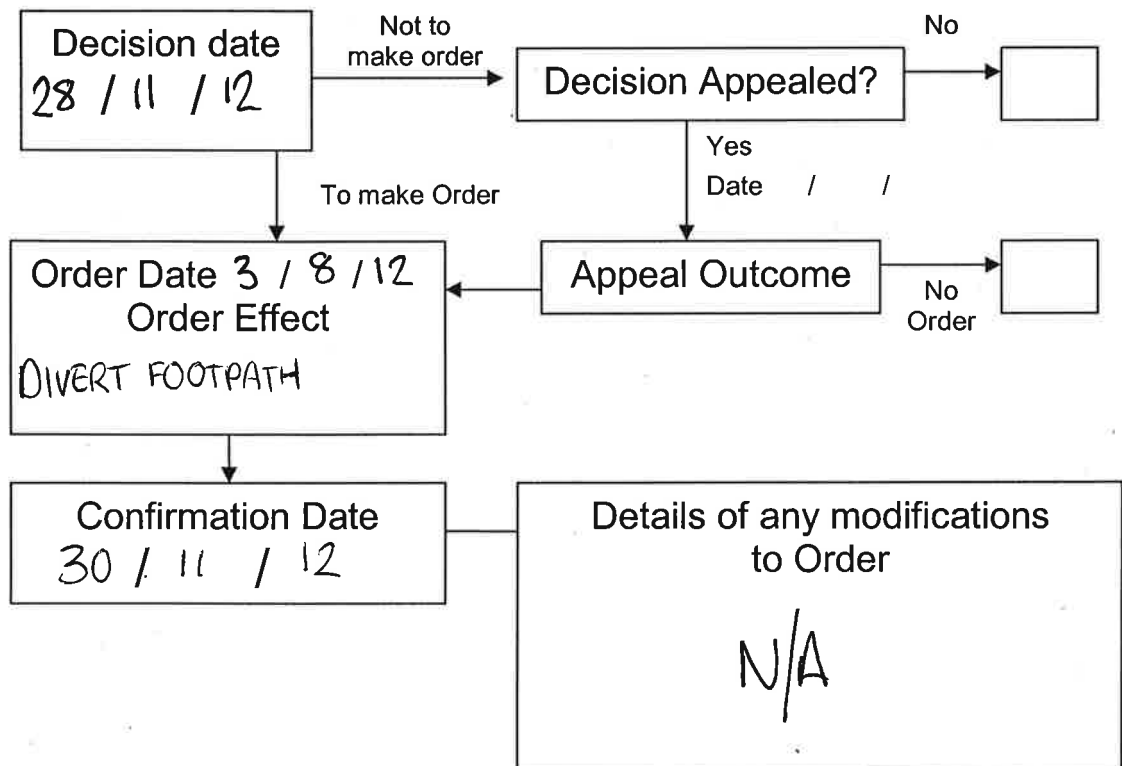 Decision date
28 / 11 / 12
Not to
make order
Decision Appealed?
No
Yes
Date / /
To make Order
Order Date 3 / 8 / 12
Order Effect
DIVERT FOOTPATH
Appeal Outcome
No
Order
Confirmation Date
30 / 11 / 12
Details of any modifications
to Order
N/A